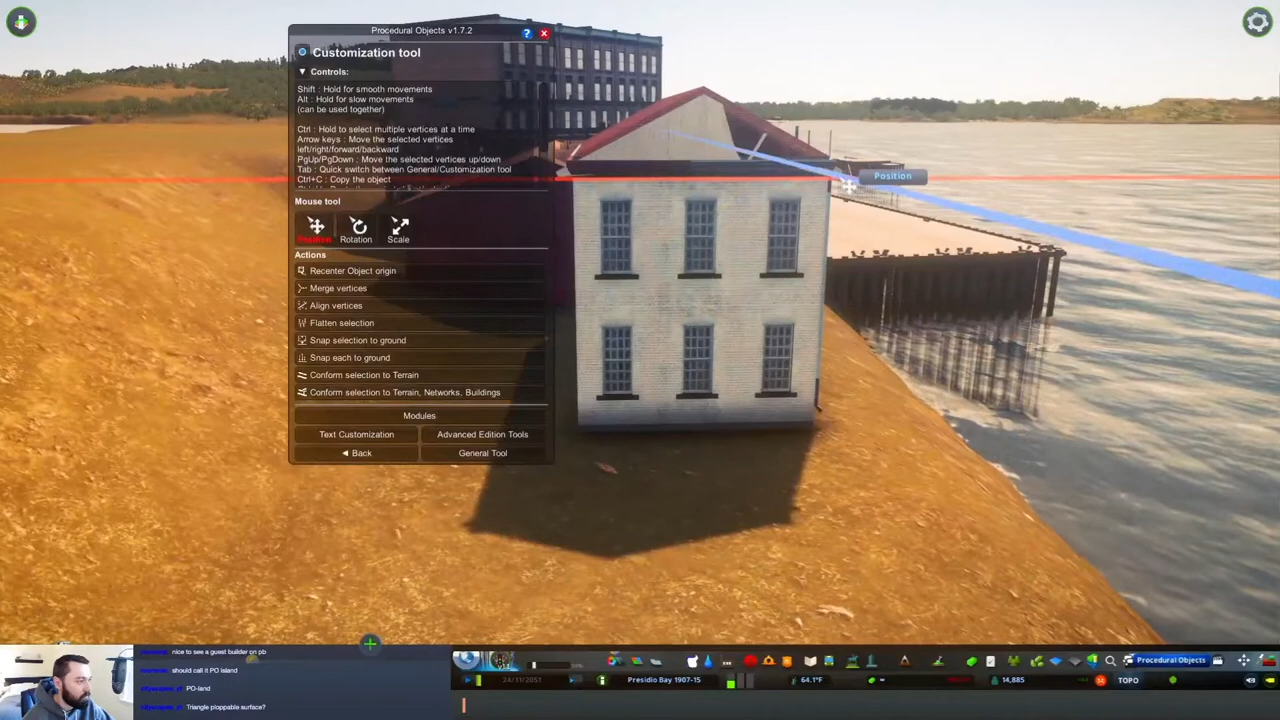 Procedural Objects v1.7.2
?
Customization tool
Controls:
Shift : Hold for smooth movements
Alt : Hold for slow movements
(can be used together)
Ctrl : Hold to select multiple vertices at a time
Arrow keys : Move the selected vertices
left/right/forward/backward
PgUp/PgDown : Move the selected vertices up/down
Tab : Quick switch between General/Customization tool
Ctrl+C : Copy the object
Mouse tool
Position
Rotation
Scale
Actions
Recenter Object origin
Merge vertices
Align vertices
Flatten selection
Snap selection to ground
Snap each to ground
Conform selection to Terrain
Conform selection to Terrain, Networks, Buildings
Modules
Text Customization
Advanced Edition Tools
Back
General Tool
Position
nice to see a guest builder on pb
should call it PO island
PO-land
Triangle ploppable surface?
Procedural Objects
24/11/2051
Presidio Bay 1907-15
64.1°F
14,885
TOPO